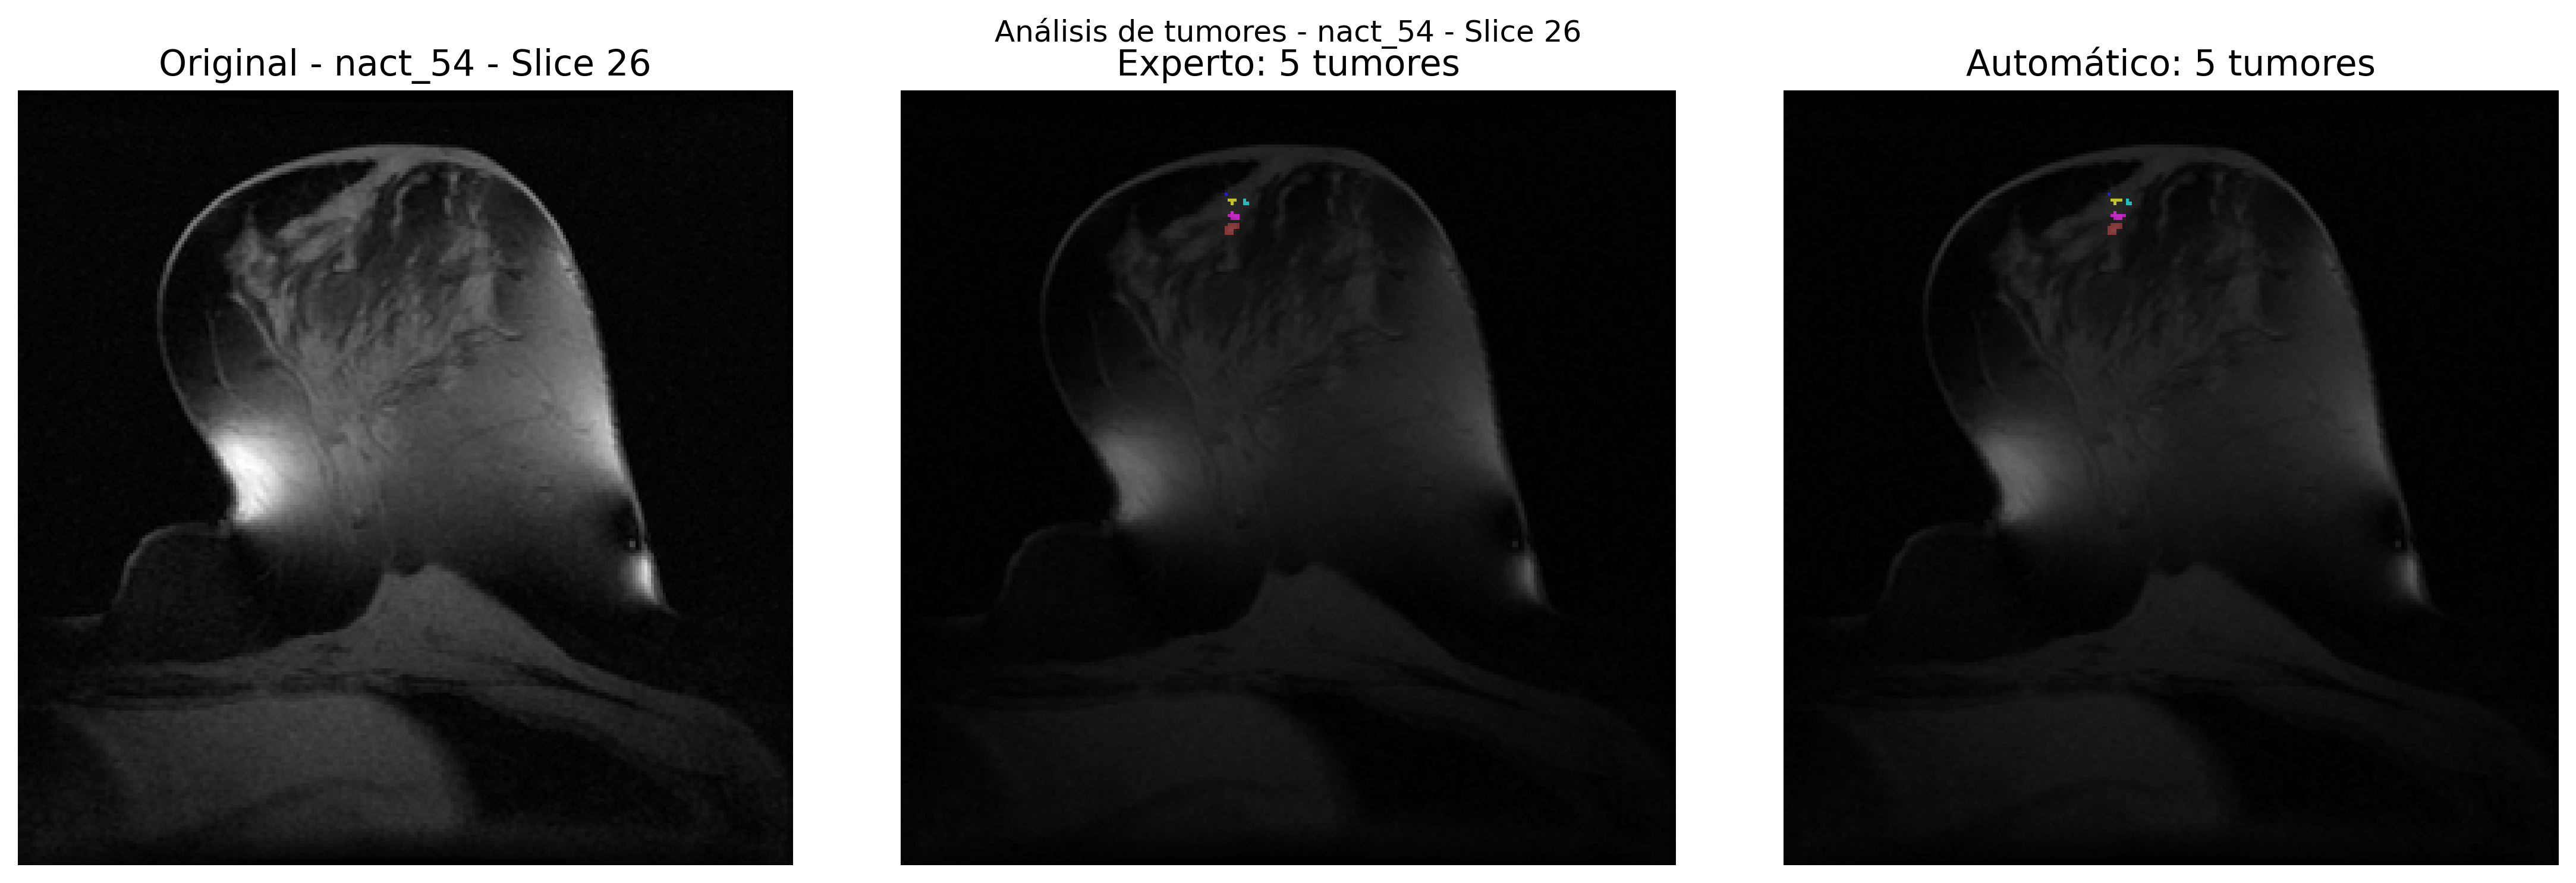 Análisis de tumores - nact_54 - Slice 26
Original - nact_54 - Slice 26
Experto: 5 tumores
Automático: 5 tumores